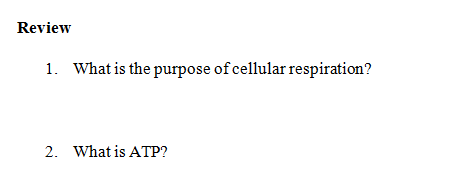 Review
1. What is the purpose of cellular respiration?
2. What is ATP?